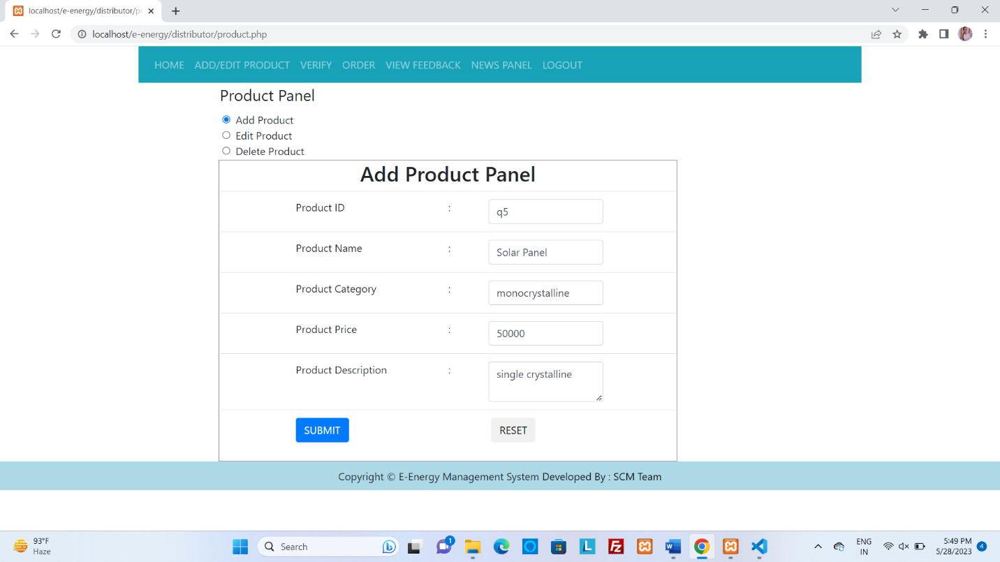 localhost/e-energy/distributor/pr
localhost/e-energy/distributor/product.php
HOME ADD/EDIT PRODUCT VERIFY ORDER VIEW FEEDBACK NEWS PANEL LOGOUT
Product Panel
Add Product
Edit Product
Delete Product
Add Product Panel
Product ID : q5
Product Name : Solar Panel
Product Category : monocrystalline
Product Price : 50000
Product Description : single crystalline
SUBMIT RESET
Copyright © E-Energy Management System Developed By : SCM Team
93°F
Haze
Search
1
ENG
IN
5:49 PM
5/28/2023
4